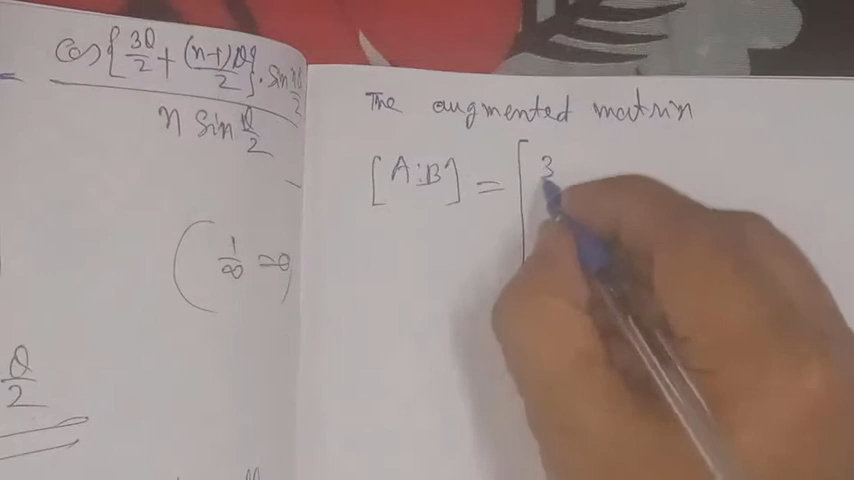 cos{3θ/2 + (n-1)θ/2} . sin nθ/2
n sin θ/2
(1/∞ = 0)
θ/2
The augmented matrix
[A:B] = [ 3